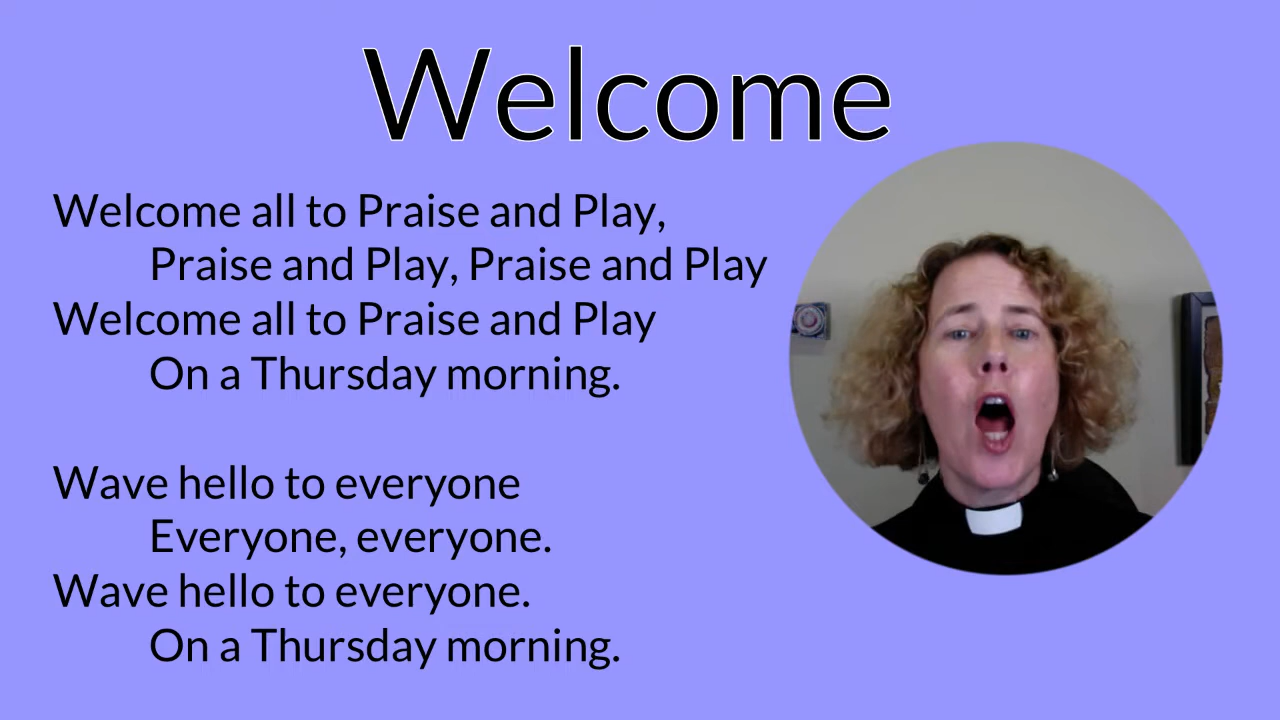 Welcome
Welcome all to Praise and Play,
Praise and Play, Praise and Play
Welcome all to Praise and Play
On a Thursday morning.
Wave hello to everyone
Everyone, everyone.
Wave hello to everyone.
On a Thursday morning.